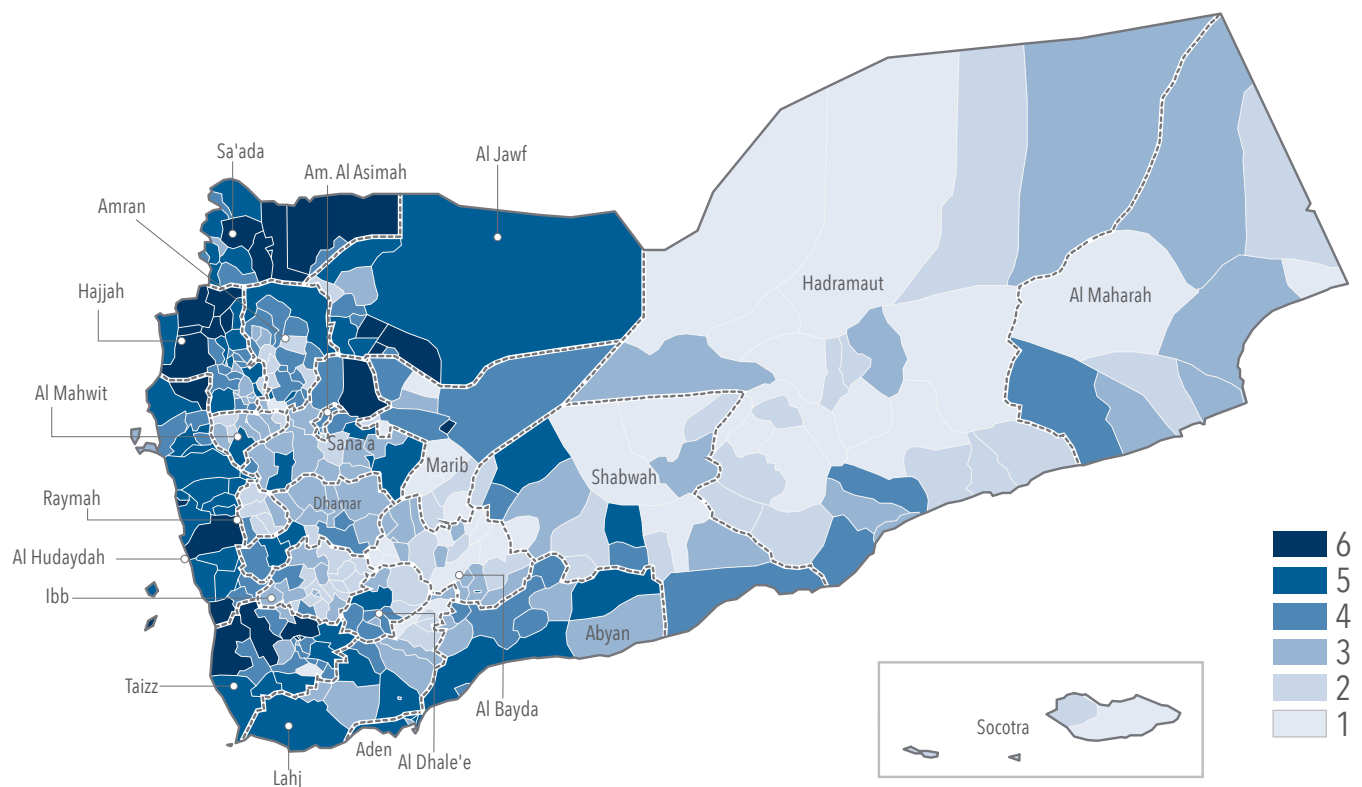 Sa'ada
Am. Al Asimah
Al Jawf
Amran
Hajjah
Hadramaut
Al Maharah
Al Mahwit
Sana'a
Marib
Shabwah
Raymah
Dhamar
Al Hudaydah
Ibb
Abyan
Taizz
Al Bayda
Aden
Al Dhale'e
Lahj
Socotra
6
5
4
3
2
1